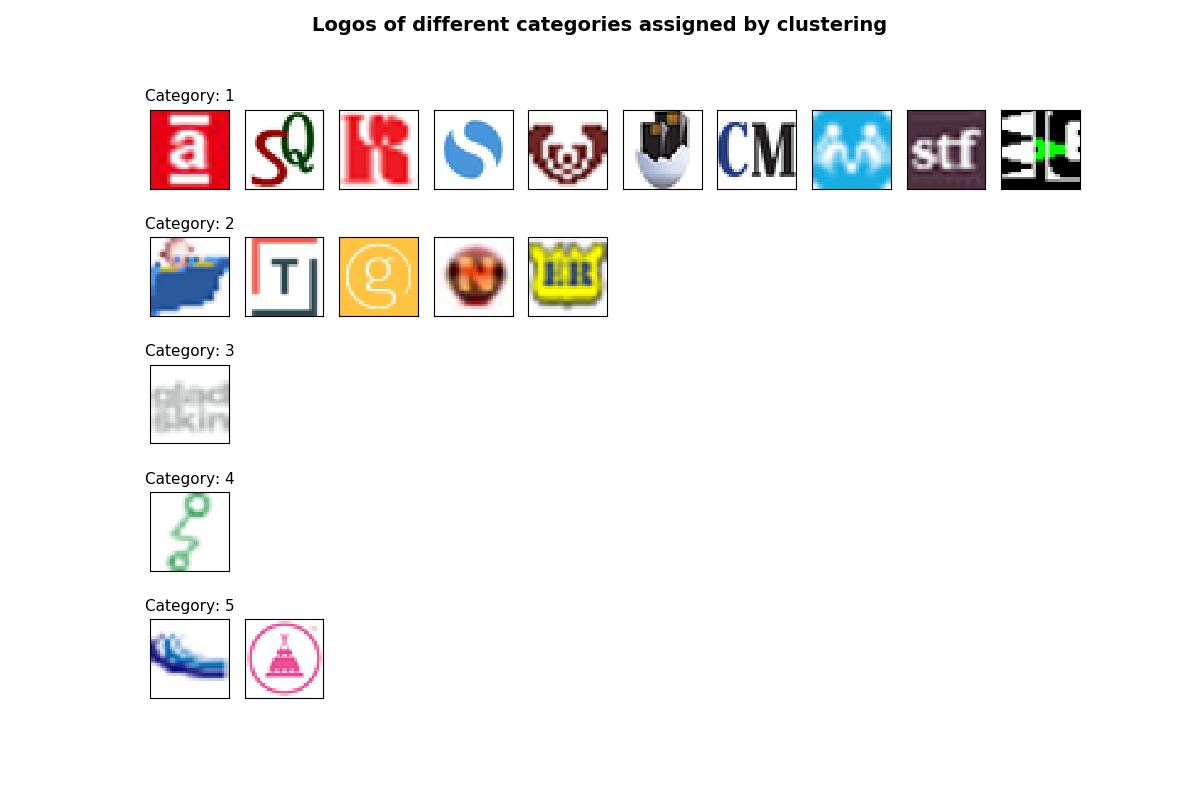 Logos of different categories assigned by clustering
Category: 1
a SQ R S CM stf
Category: 2
T g N ER
Category: 3
glad
skin
Category: 4
Category: 5